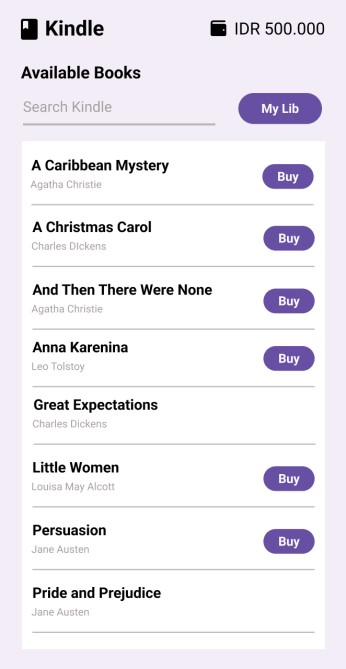 Kindle
IDR 500.000
Available Books
Search Kindle
My Lib
A Caribbean Mystery
Buy
Agatha Christie
A Christmas Carol
Buy
Charles DIckens
And Then There Were None
Buy
Agatha Christie
Anna Karenina
Buy
Leo Tolstoy
Great Expectations
Charles Dickens
Little Women
Buy
Louisa May Alcott
Persuasion
Buy
Jane Austen
Pride and Prejudice
Jane Austen